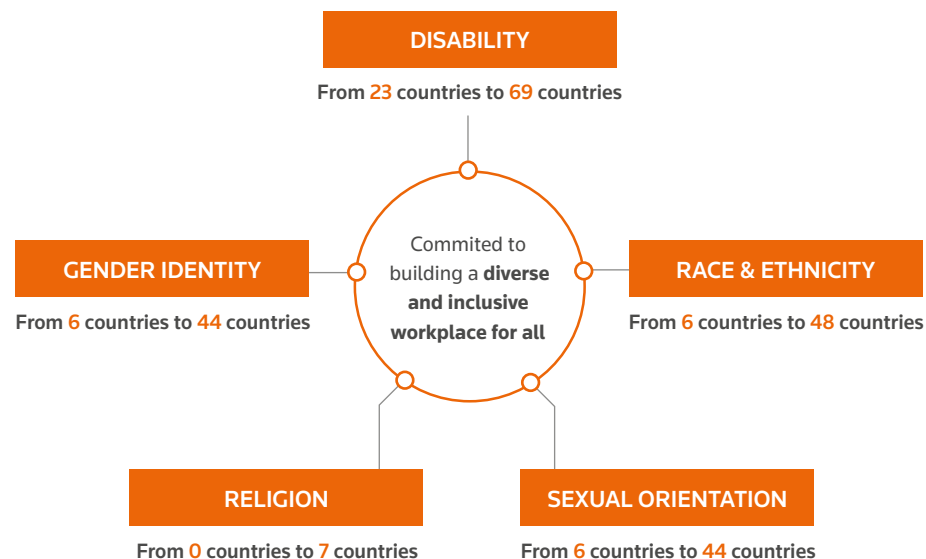 DISABILITY
From 23 countries to 69 countries
Commited to
building a diverse
and inclusive
workplace for all
GENDER IDENTITY
From 6 countries to 44 countries
RACE & ETHNICITY
From 6 countries to 48 countries
RELIGION
From 0 countries to 7 countries
SEXUAL ORIENTATION
From 6 countries to 44 countries